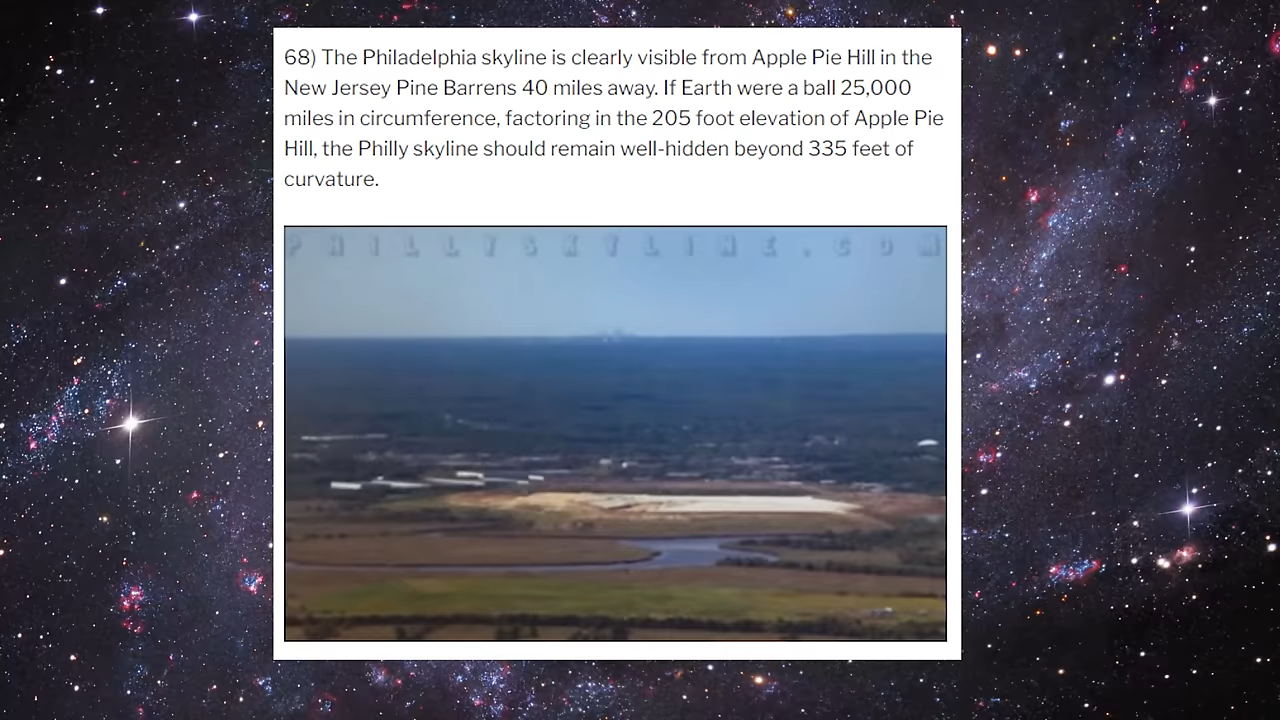 68) The Philadelphia skyline is clearly visible from Apple Pie Hill in the
New Jersey Pine Barrens 40 miles away. If Earth were a ball 25,000
miles in circumference, factoring in the 205 foot elevation of Apple Pie
Hill, the Philly skyline should remain well-hidden beyond 335 feet of
curvature.
PHILLYSKYLINE.COM